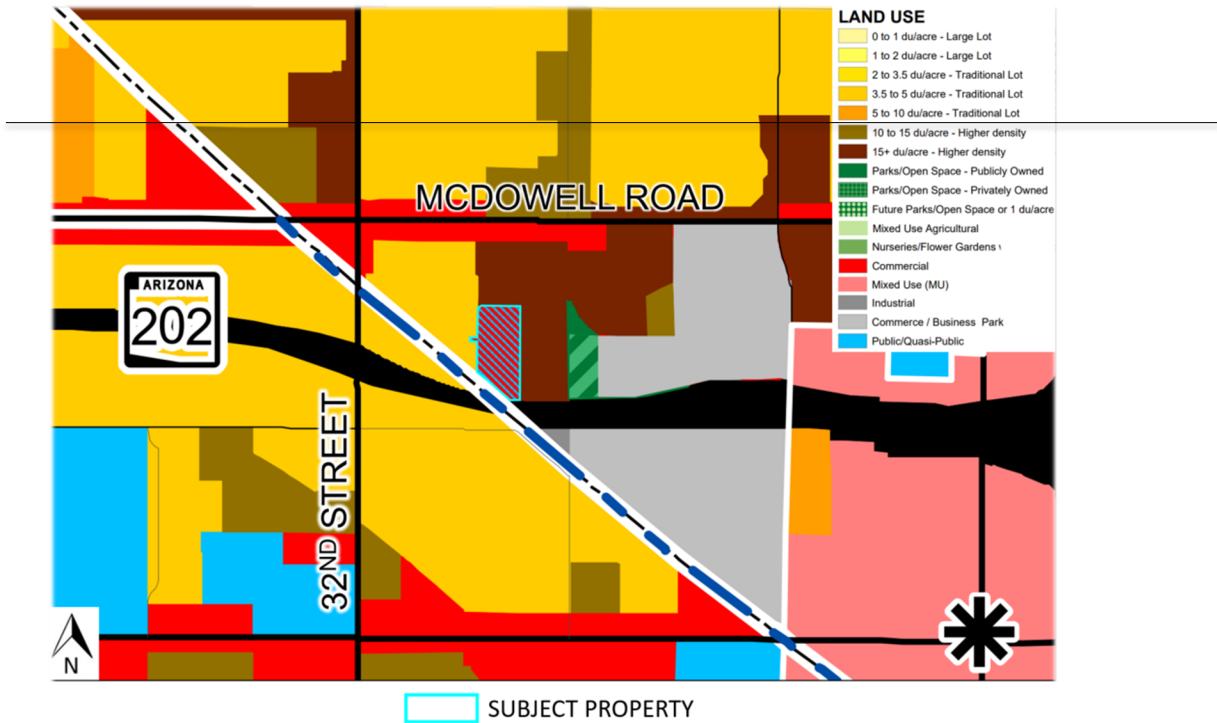 LAND USE
0 to 1 du/acre - Large Lot
1 to 2 du/acre - Large Lot
2 to 3.5 du/acre - Traditional Lot
3.5 to 5 du/acre - Traditional Lot
5 to 10 du/acre - Traditional Lot
10 to 15 du/acre - Higher density
15+ du/acre - Higher density
Parks/Open Space - Publicly Owned
Parks/Open Space - Privately Owned
Future Parks/Open Space or 1 du/acre
Mixed Use Agricultural
Nurseries/Flower Gardens
Commercial
Mixed Use (MU)
Industrial
Commerce / Business Park
Public/Quasi-Public
MCDOWELL ROAD
ARIZONA
202
32ND STREET
N
SUBJECT PROPERTY